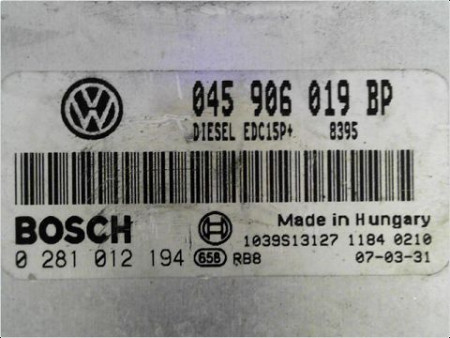 045 906 019 BP
DIESEL EDC15P+ 8395
BOSCH
Made in Hungary
1039S13127 1184 0210
0 281 012 194 658 RB8 07-03-31